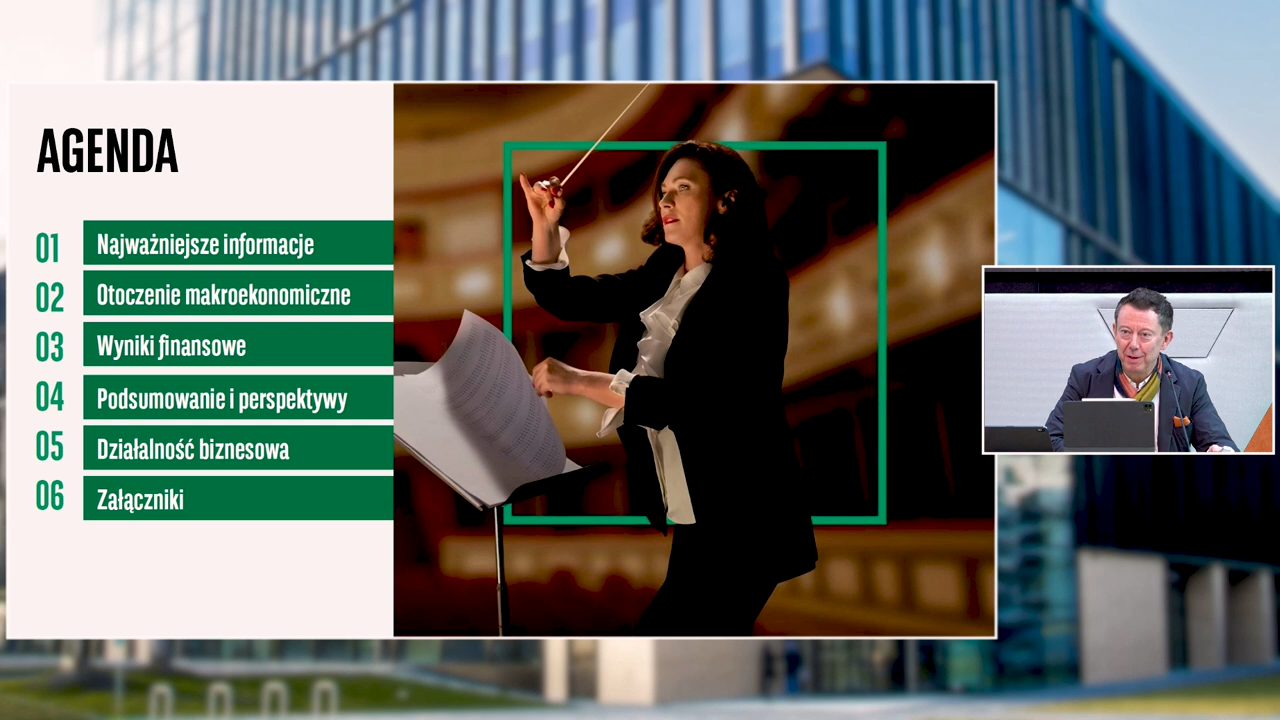 AGENDA
01 Najważniejsze informacje
02 Otoczenie makroekonomiczne
03 Wyniki finansowe
04 Podsumowanie i perspektywy
05 Działalność biznesowa
06 Załączniki